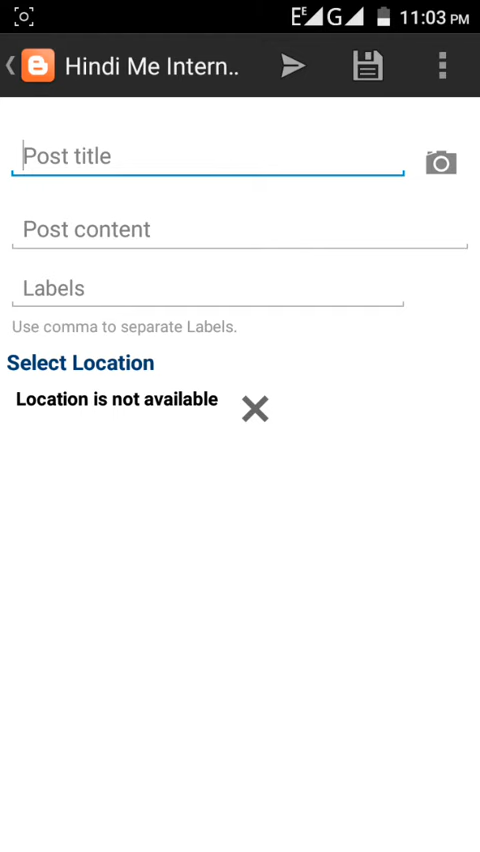 EE G 11:03 PM
Hindi Me Intern..
Post title
Post content
Labels
Use comma to separate Labels.
Select Location
Location is not available